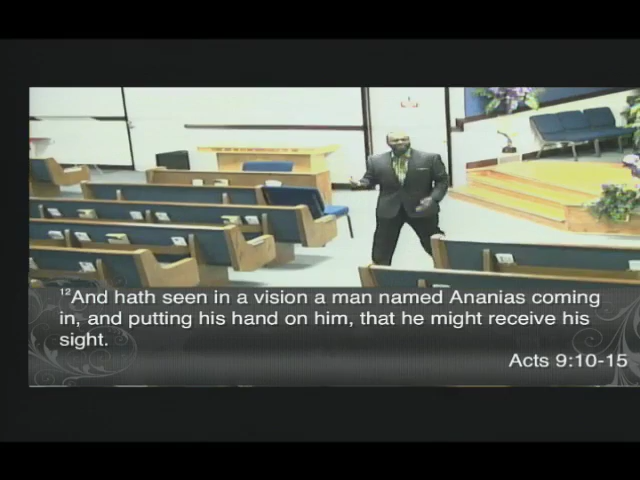 ¹²And hath seen in a vision a man named Ananias coming
in, and putting his hand on him, that he might receive his
sight.
Acts 9:10-15